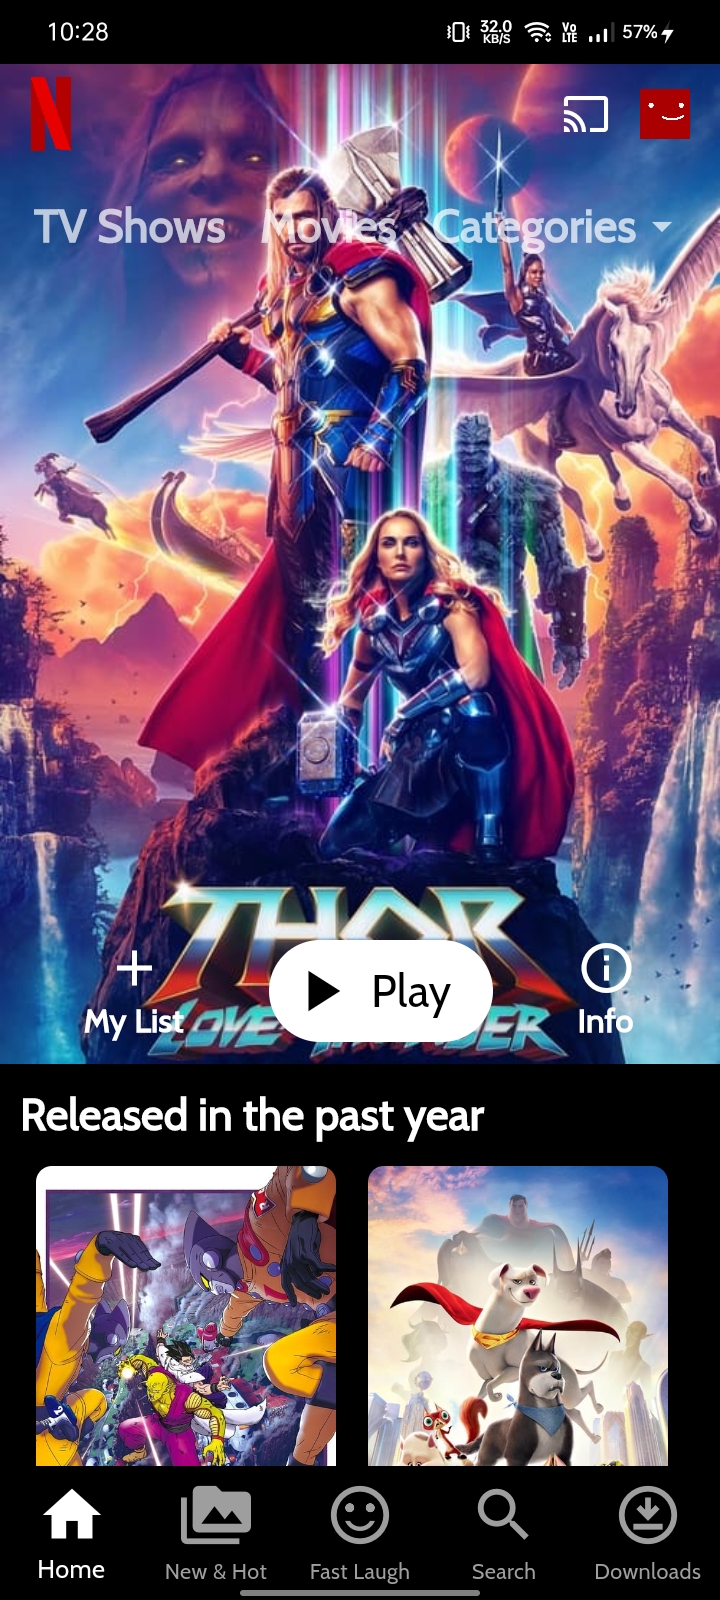 10:28
32.0
KB/S
Vo
LTE
57%
N
TV Shows Movies Categories
THOR
LOVE THUNDER
My List
Play
Info
Released in the past year
2
Home
New & Hot
Fast Laugh
Search
Downloads